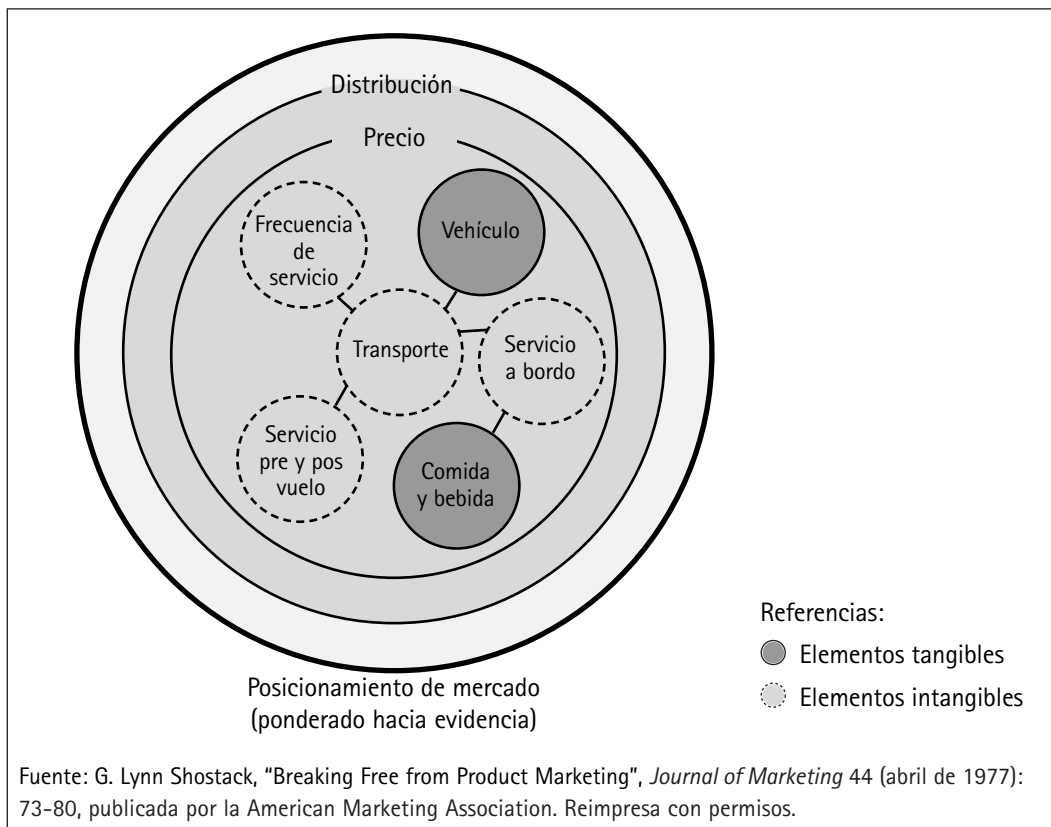 Distribución
Precio
Frecuencia
de
servicio
Vehículo
Transporte
Servicio
a bordo
Servicio
pre y pos
vuelo
Comida
y bebida
Referencias:
Elementos tangibles
Elementos intangibles
Posicionamiento de mercado
(ponderado hacia evidencia)
Fuente: G. Lynn Shostack, "Breaking Free from Product Marketing", Journal of Marketing 44 (abril de 1977):
73-80, publicada por la American Marketing Association. Reimpresa con permisos.